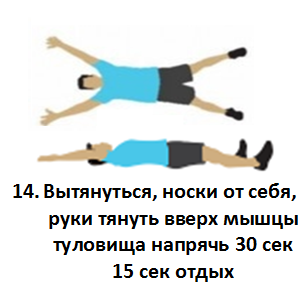 14. Вытянуться, носки от себя,
руки тянуть вверх мышцы
туловища напрячь 30 сек
15 сек отдых